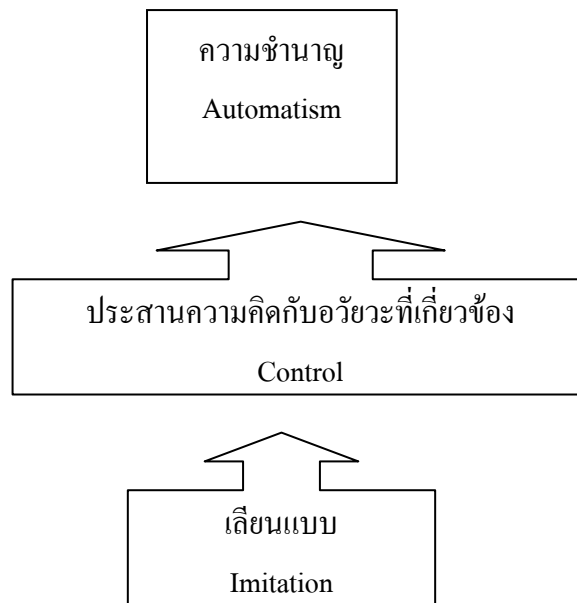 ความชำนาญ
Automatism
ประสานความคิดกับอวัยวะที่เกี่ยวข้อง
Control
เลียนแบบ
Imitation